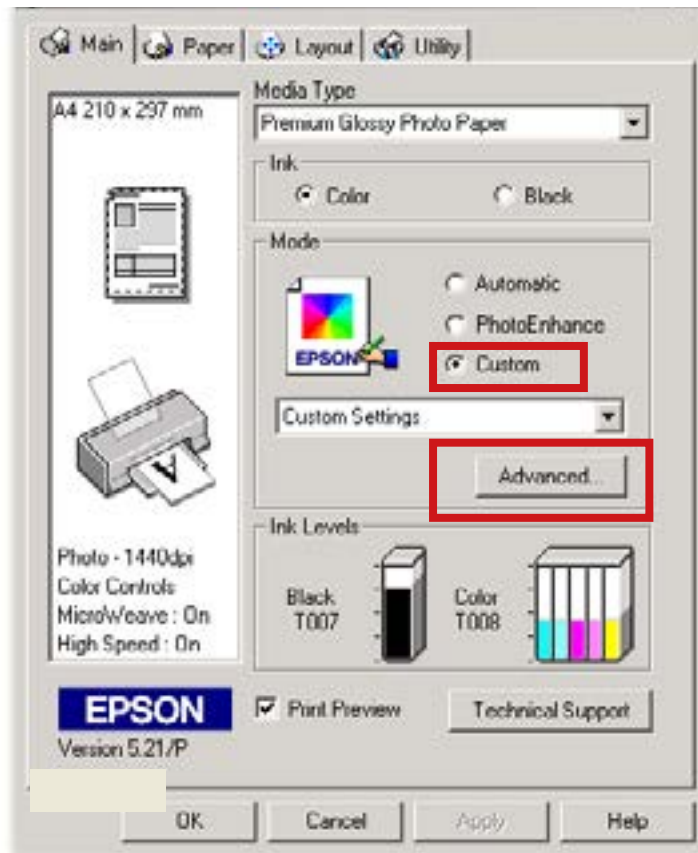 Main Paper Layout Utility
A4 210 x 297 mm
Media Type
Premium Glossy Photo Paper
Ink
Color Black
Mode
Automatic
PhotoEnhance
EPSON
Custom
Custom Settings
Advanced...
A
Photo - 1440dpi
Color Controls
MicroWeave : On
High Speed : On
Ink Levels
Black
T007
Color
T008
EPSON
Version 5.21/P
Print Preview
Technical Support
OK Cancel Apply Help